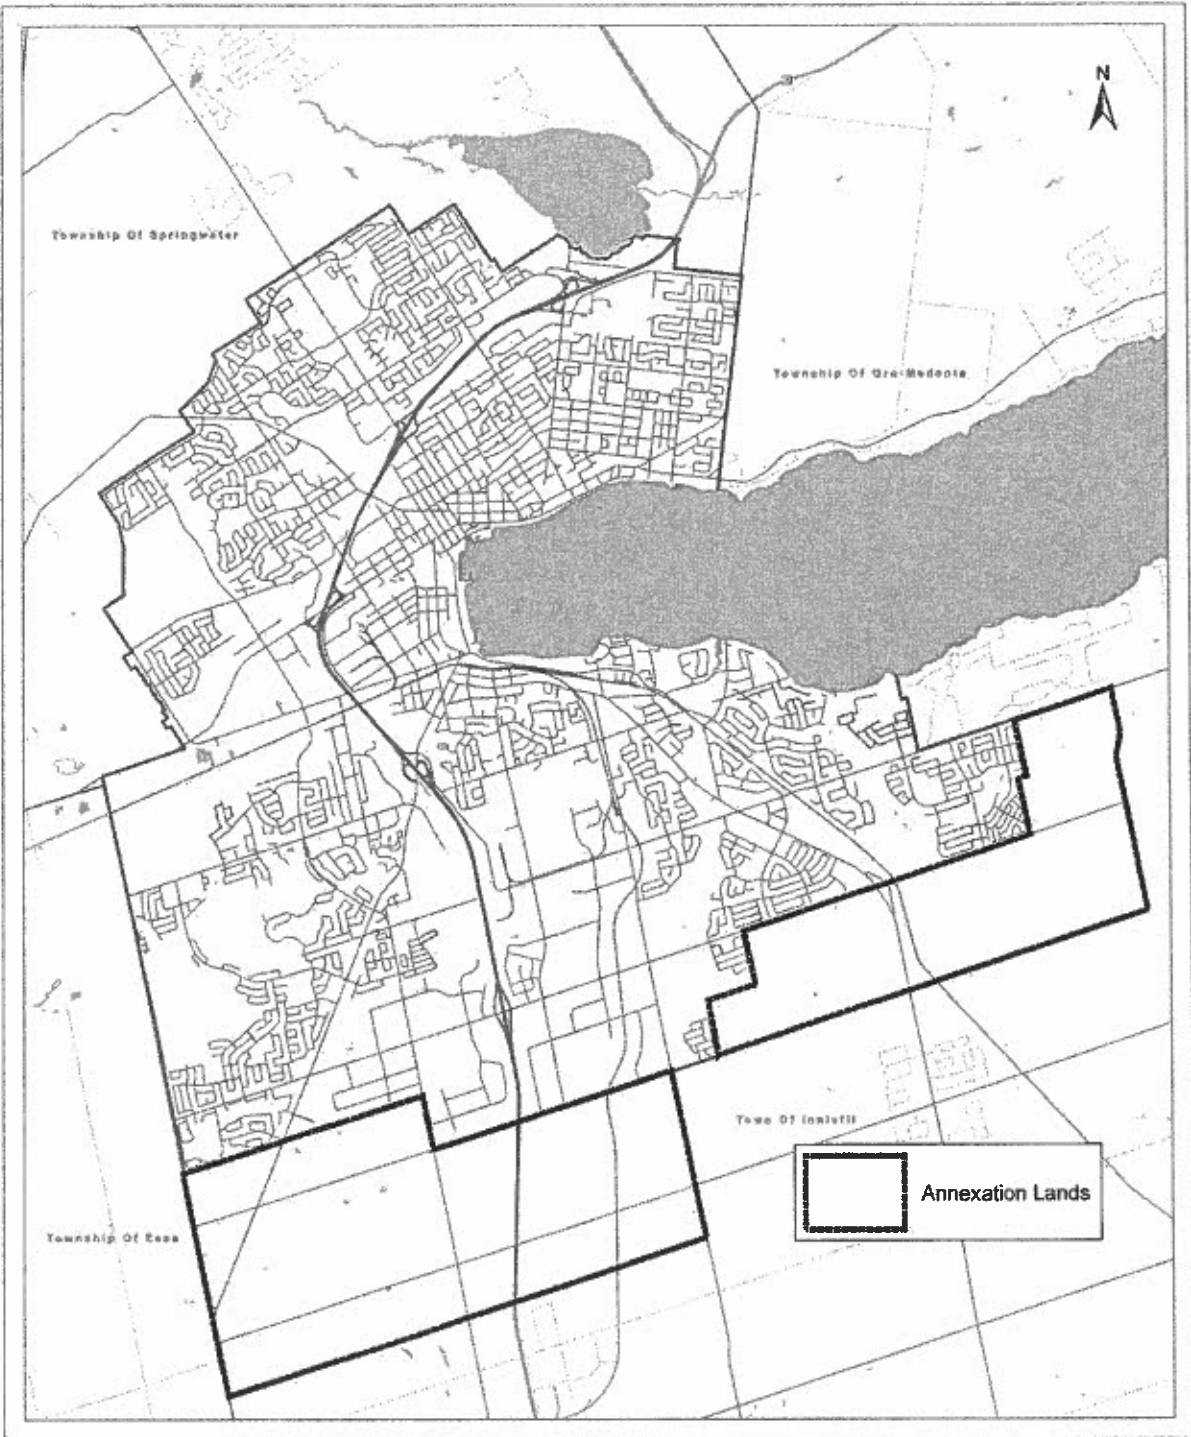 N
Township Of Springwater
Township Of Oro-Medonte
Town Of Innisfil
Annexation Lands
Township Of Essa